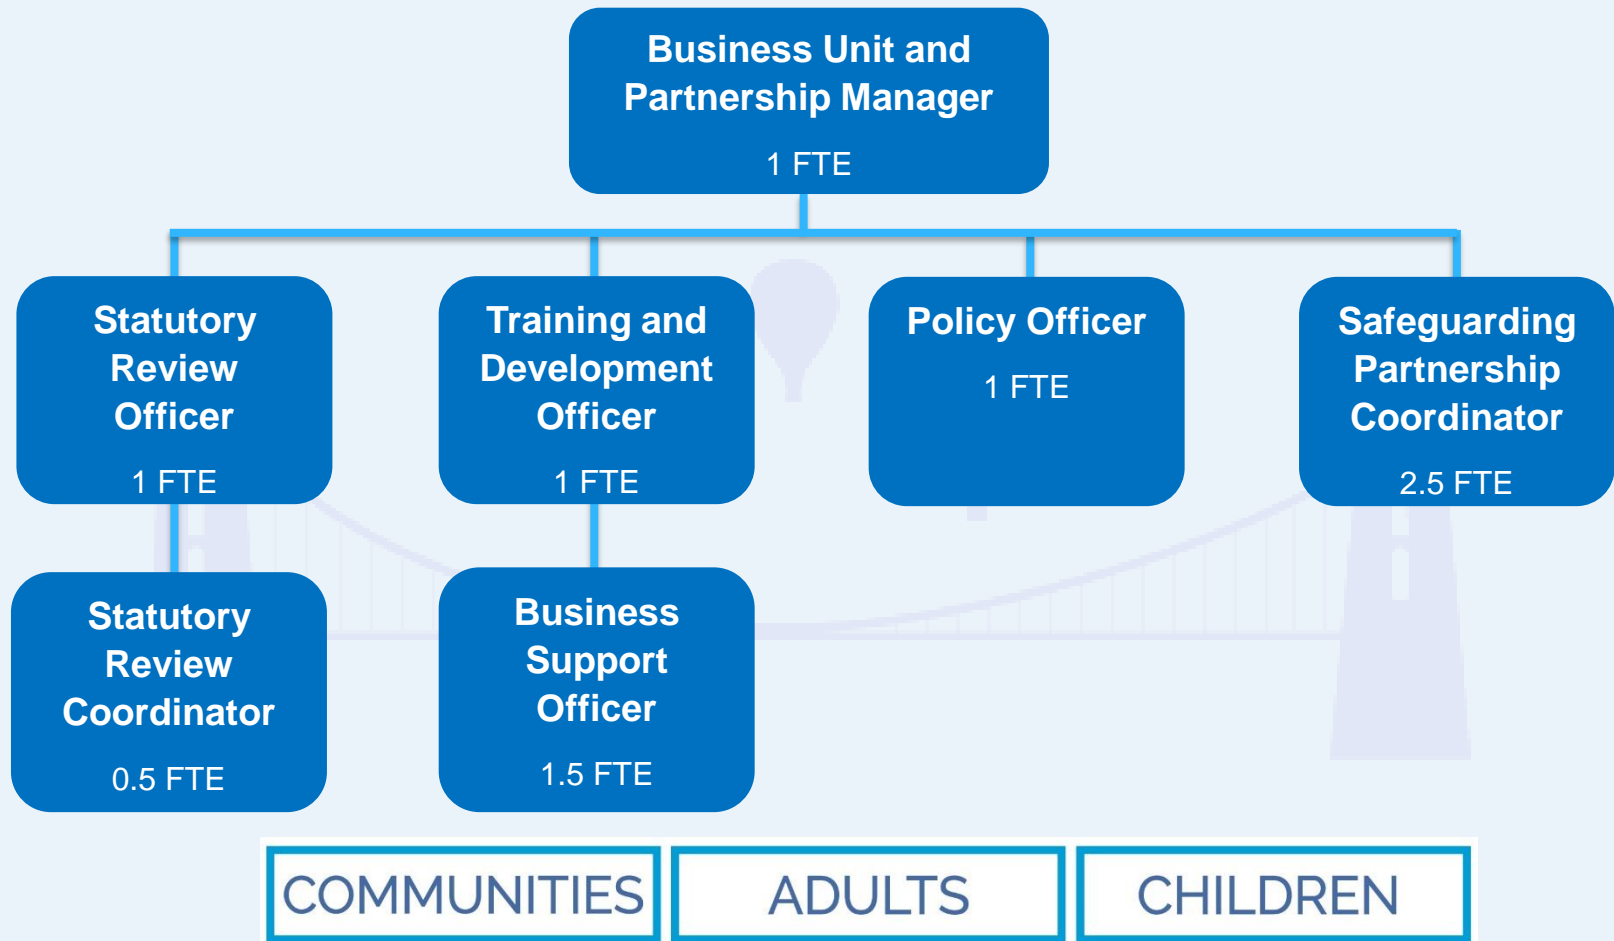 Business Unit and
Partnership Manager
1 FTE
Statutory
Review
Officer
1 FTE
Training and
Development
Officer
1 FTE
Policy Officer
1 FTE
Safeguarding
Partnership
Coordinator
2.5 FTE
Statutory
Review
Coordinator
0.5 FTE
Business
Support
Officer
1.5 FTE
COMMUNITIES
ADULTS
CHILDREN